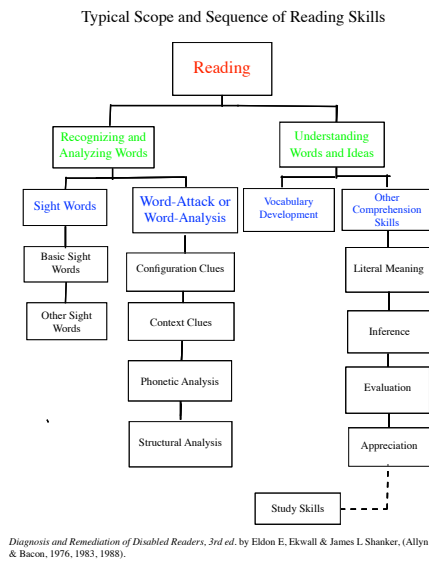 Typical Scope and Sequence of Reading Skills
Reading
Recognizing and
Analyzing Words
Understanding
Words and Ideas
Sight Words
Word-Attack or
Word-Analysis
Vocabulary
Development
Other
Comprehension
Skills
Basic Sight
Words
Other Sight
Words
Configuration Clues
Context Clues
Phonetic Analysis
Structural Analysis
Literal Meaning
Inference
Evaluation
Appreciation
Study Skills
Diagnosis and Remediation of Disabled Readers, 3rd ed. by Eldon E, Ekwall & James L Shanker, (Allyn
& Bacon, 1976, 1983, 1988).